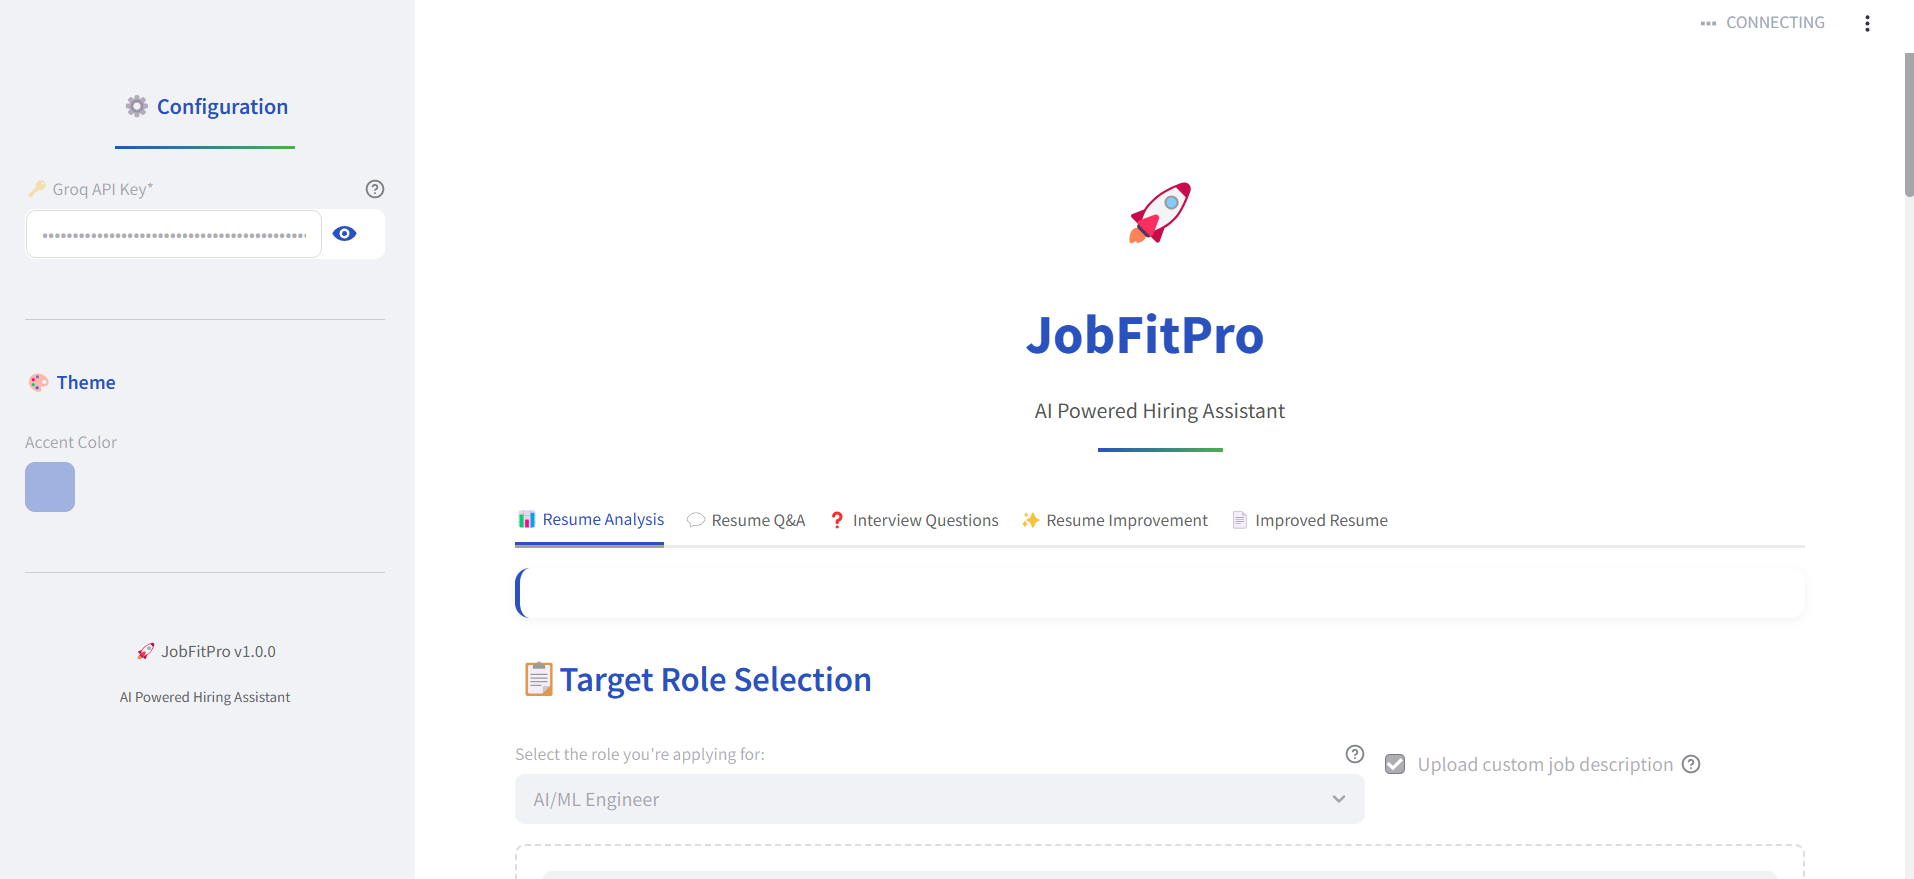 CONNECTING
Configuration
Groq API Key*
Theme
Accent Color
JobFitPro v1.0.0
AI Powered Hiring Assistant
JobFitPro
AI Powered Hiring Assistant
Resume Analysis
Resume Q&A
Interview Questions
Resume Improvement
Improved Resume
Target Role Selection
Select the role you're applying for:
AI/ML Engineer
Upload custom job description